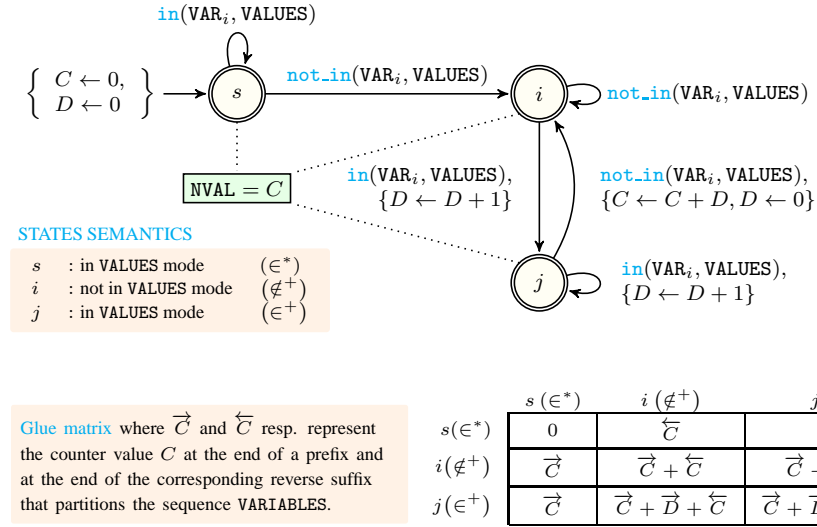 in(VAR_i, VALUES)
{ C ← 0,
D ← 0 }
s
not_in(VAR_i, VALUES)
i
not_in(VAR_i, VALUES)
NVAL = C
in(VAR_i, VALUES),
{D ← D + 1}
not_in(VAR_i, VALUES),
{C ← C + D, D ← 0}
j
in(VAR_i, VALUES),
{D ← D + 1}
STATES SEMANTICS
s : in VALUES mode (∈*)
i : not in VALUES mode (∉⁺)
j : in VALUES mode (∈⁺)
Glue matrix where C→ and C← resp. represent
the counter value C at the end of a prefix and
at the end of the corresponding reverse suffix
that partitions the sequence VARIABLES.
s (∈*) i (∉⁺) j
s(∈*) 0 C←
i(∉⁺) C→ C→ + C← C→
j(∈⁺) C→ C→ + D→ + C← C→ +